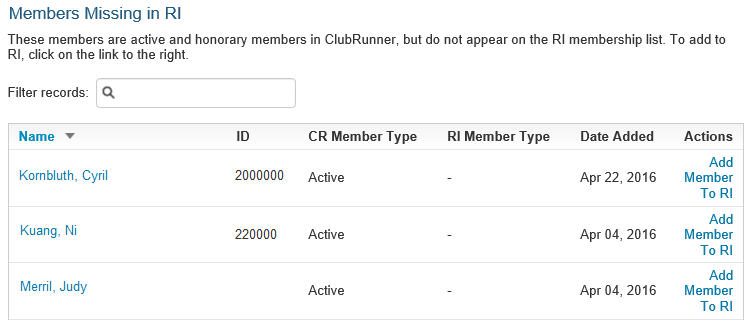 Members Missing in RI
These members are active and honorary members in ClubRunner, but do not appear on the RI membership list. To add to
RI, click on the link to the right.
Filter records:
Name ID CR Member Type RI Member Type Date Added Actions
Kornbluth, Cyril 2000000 Active - Apr 22, 2016 Add
Member
To RI
Kuang, Ni 220000 Active - Apr 04, 2016 Add
Member
To RI
Merril, Judy Active - Apr 04, 2016 Add
Member
To RI